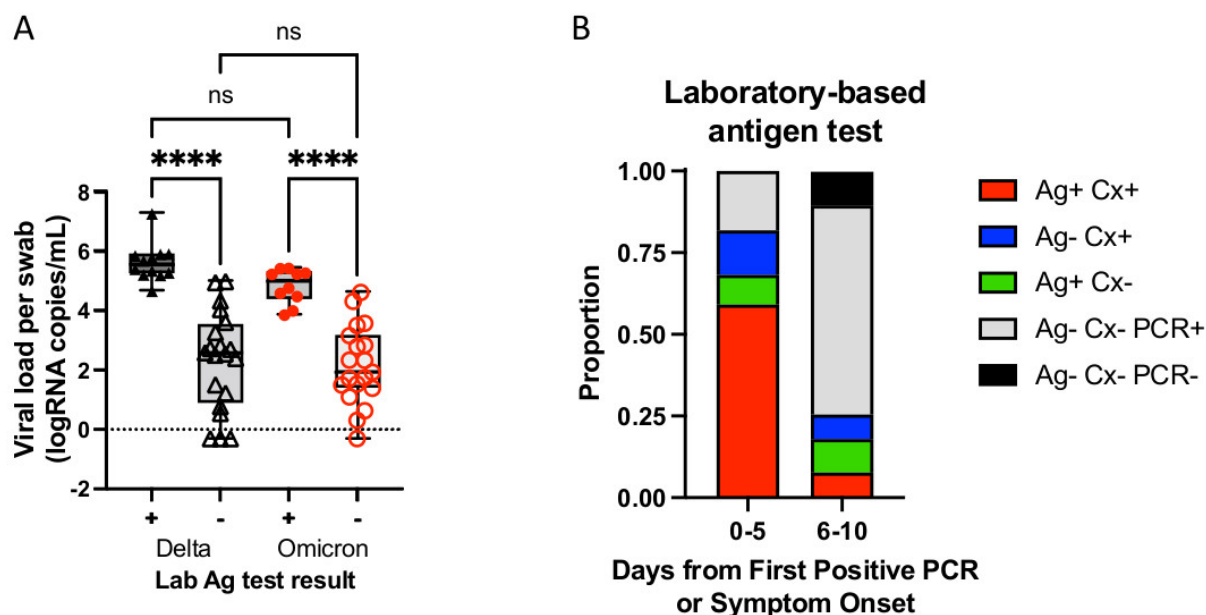 A
ns
ns
****
****
8
6
4
2
0
-2
Viral load per swab
(logRNA copies/mL)
+ - + -
Delta Omicron
Lab Ag test result
B
Laboratory-based
antigen test
1.00
0.75
0.50
0.25
0.00
Proportion
0-5 6-10
Days from First Positive PCR
or Symptom Onset
Ag+ Cx+
Ag- Cx+
Ag+ Cx-
Ag- Cx- PCR+
Ag- Cx- PCR-